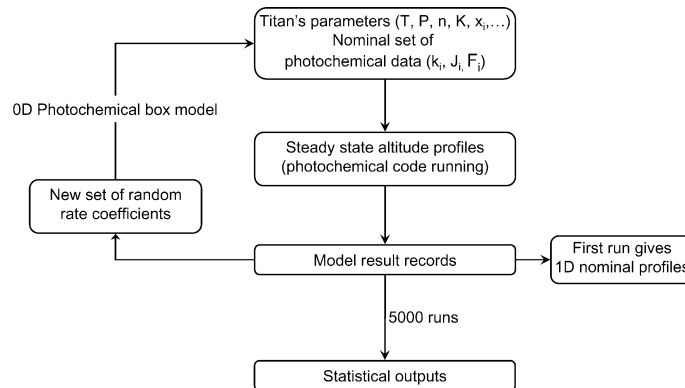 Titan's parameters (T, P, n, K, xᵢ,...)
Nominal set of
photochemical data (kᵢ, Jᵢ, Fᵢ)
0D Photochemical box model
Steady state altitude profiles
(photochemical code running)
New set of random
rate coefficients
Model result records
First run gives
1D nominal profiles
5000 runs
Statistical outputs